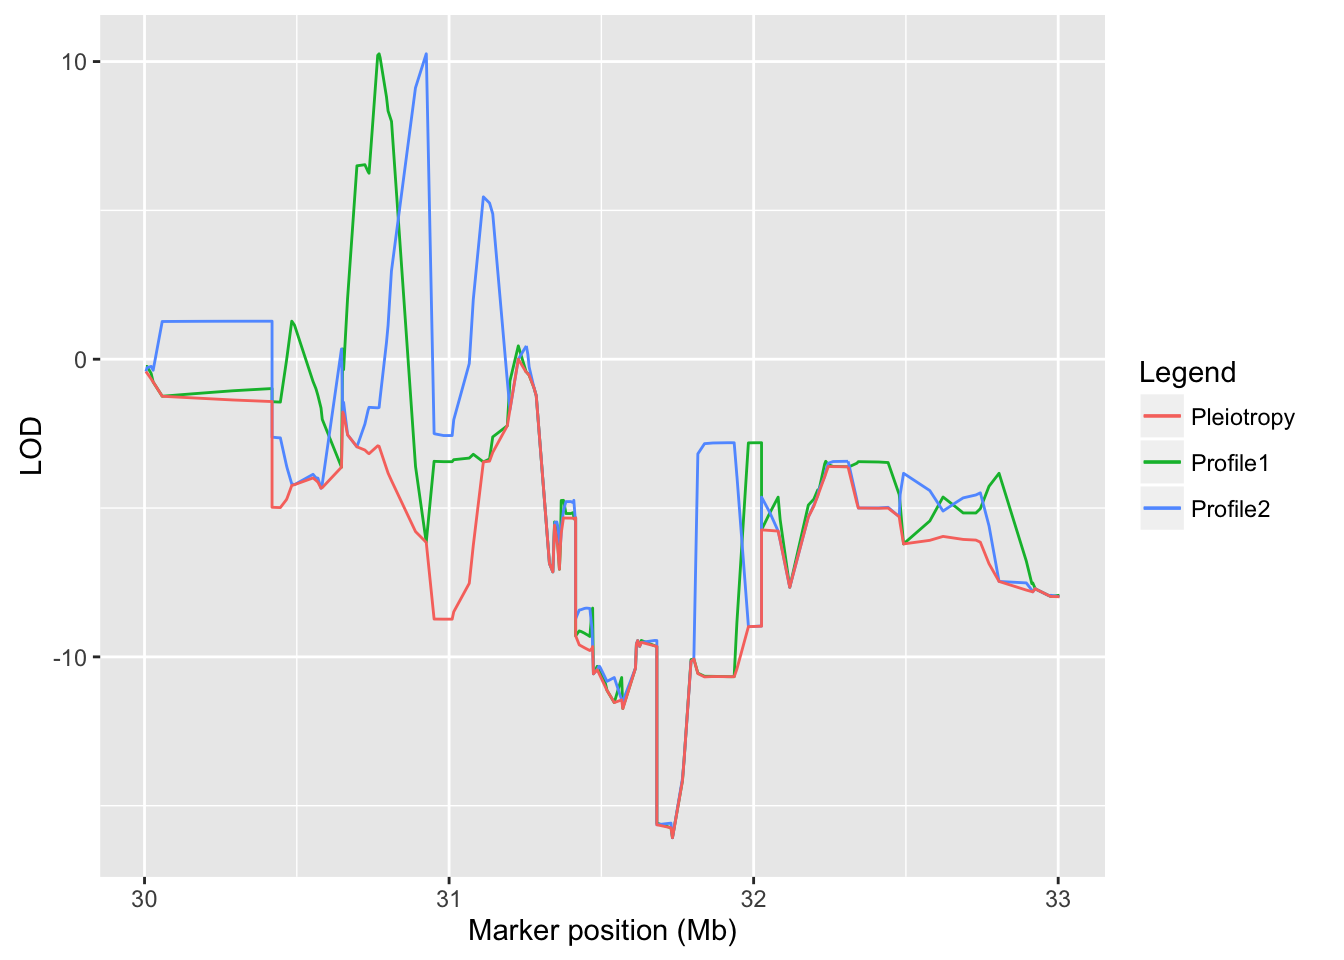 10
0
-10
LOD
30
31
32
33
Marker position (Mb)
Legend
Pleiotropy
Profile1
Profile2